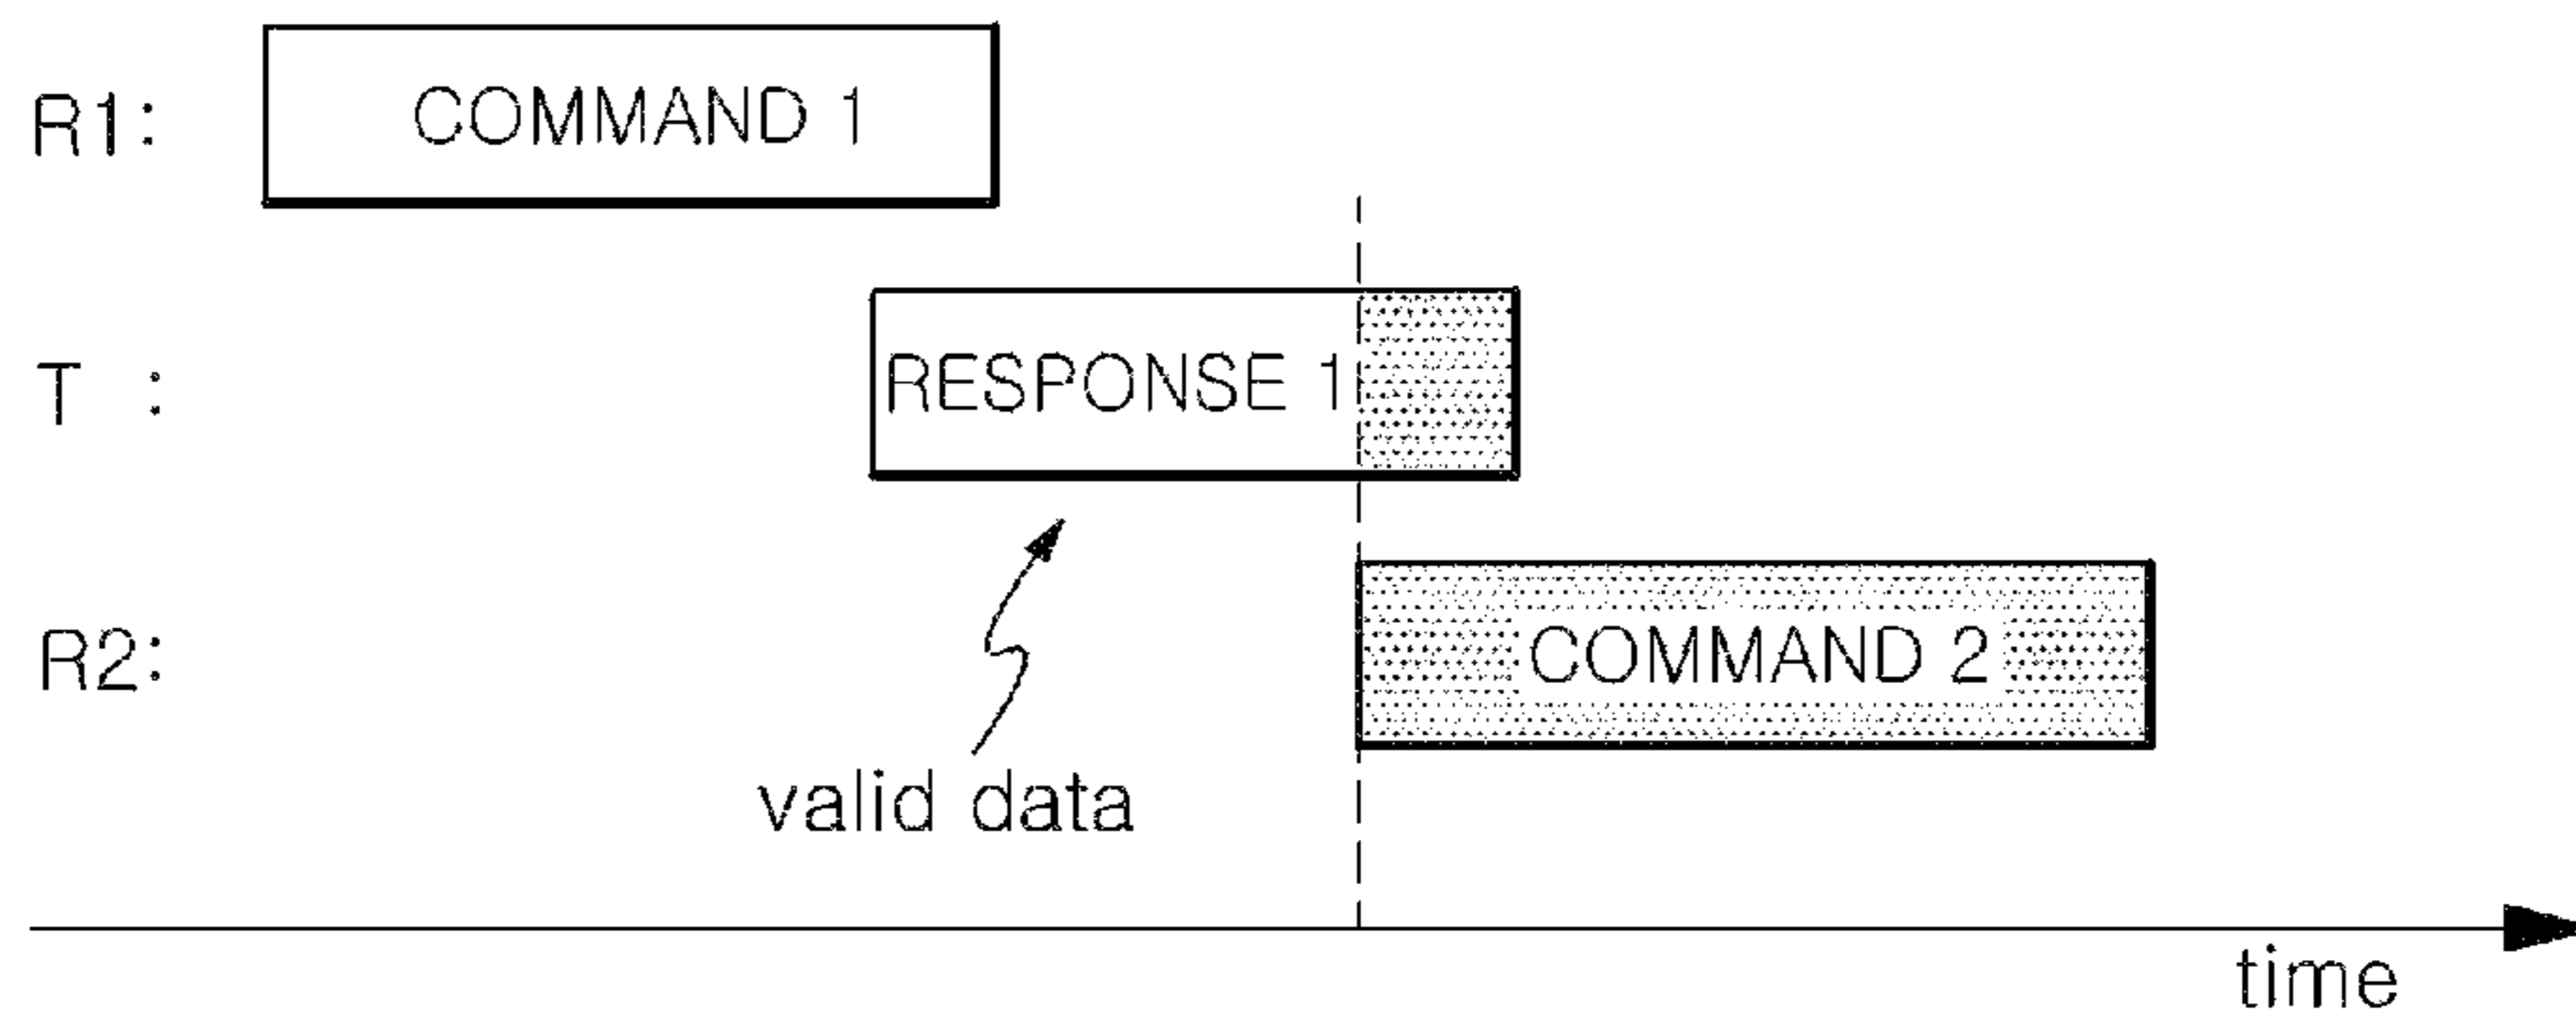 R1: COMMAND 1
T : RESPONSE 1
R2: COMMAND 2
valid data
time